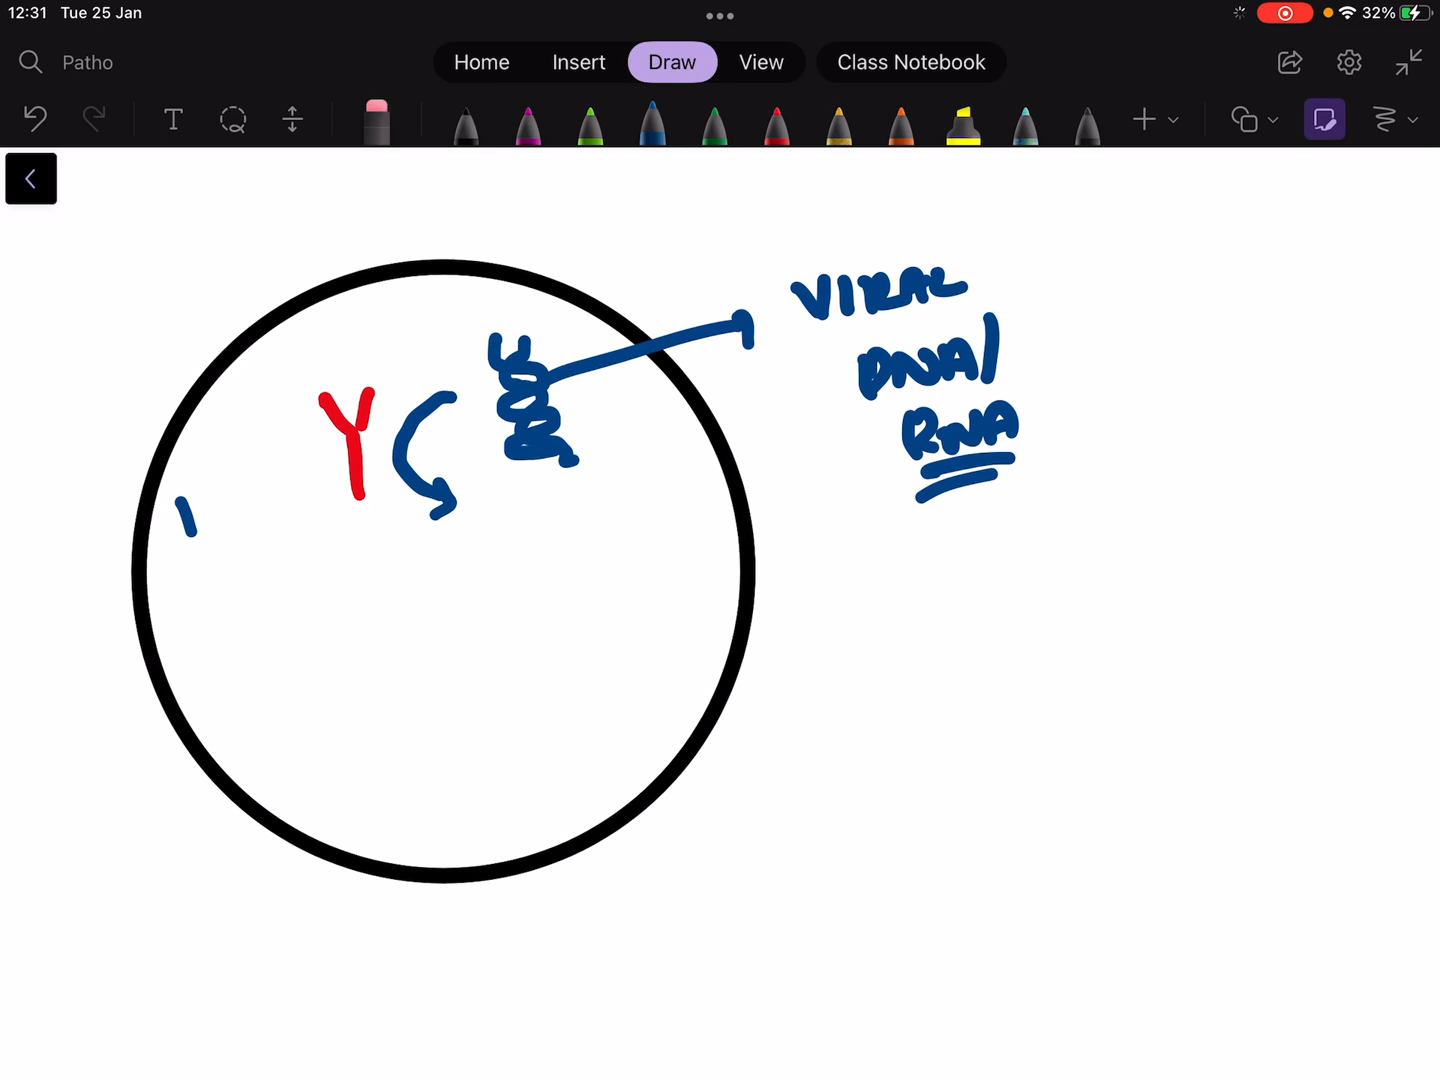 12:31 Tue 25 Jan
32%
Patho
Home Insert Draw View Class Notebook
T
VIRAL
DNA/
RNA
Y